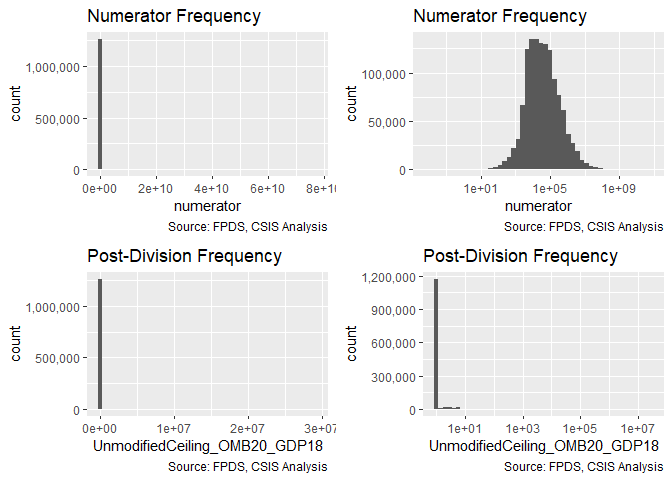 Numerator Frequency
1,000,000
500,000
0
count
0e+00 2e+10 4e+10 6e+10 8e+10
numerator
Source: FPDS, CSIS Analysis
Numerator Frequency
100,000
50,000
0
count
1e+01 1e+05 1e+09
numerator
Source: FPDS, CSIS Analysis
Post-Division Frequency
1,000,000
500,000
0
count
0e+00 1e+07 2e+07 3e+07
UnmodifiedCeiling_OMB20_GDP18
Source: FPDS, CSIS Analysis
Post-Division Frequency
1,200,000
900,000
600,000
300,000
0
count
1e+01 1e+03 1e+05 1e+07
UnmodifiedCeiling_OMB20_GDP18
Source: FPDS, CSIS Analysis